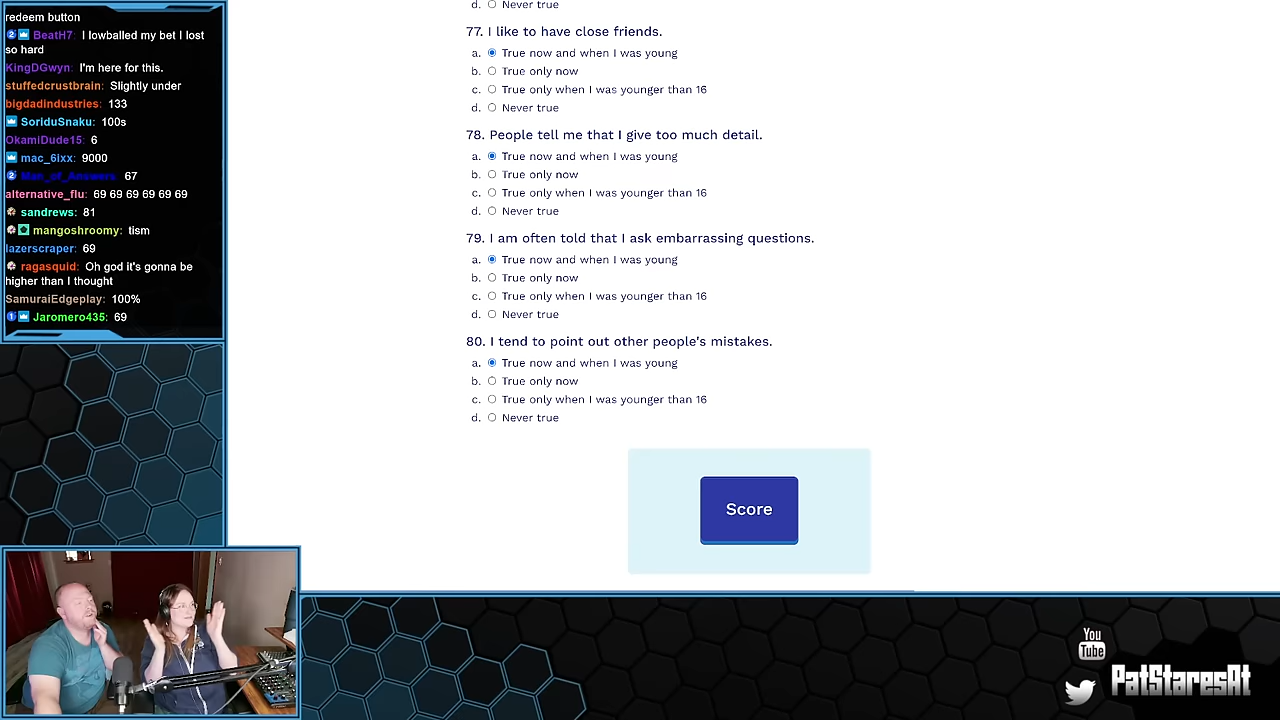 redeem button
BeatH7: I lowballed my bet I lost
so hard
KingDGwyn: I'm here for this.
stuffedcrustbrain: Slightly under
bigdadindustries: 133
SorlduSnaku: 100s
OkamiDude15: 6
mac_6ixx: 9000
Man_of_Answers: 67
alternative_flu: 69 69 69 69 69 69
sandrews: 81
mangoshroomy: tism
lazerscraper: 69
ragasquid: Oh god it's gonna be
higher than I thought
SamuraiEdgeplay: 100%
Jaromero435: 69
d. Never true
77. I like to have close friends.
a. True now and when I was young
b. True only now
c. True only when I was younger than 16
d. Never true
78. People tell me that I give too much detail.
a. True now and when I was young
b. True only now
c. True only when I was younger than 16
d. Never true
79. I am often told that I ask embarrassing questions.
a. True now and when I was young
b. True only now
c. True only when I was younger than 16
d. Never true
80. I tend to point out other people's mistakes.
a. True now and when I was young
b. True only now
c. True only when I was younger than 16
d. Never true
Score
You
Tube
PatStaresAt